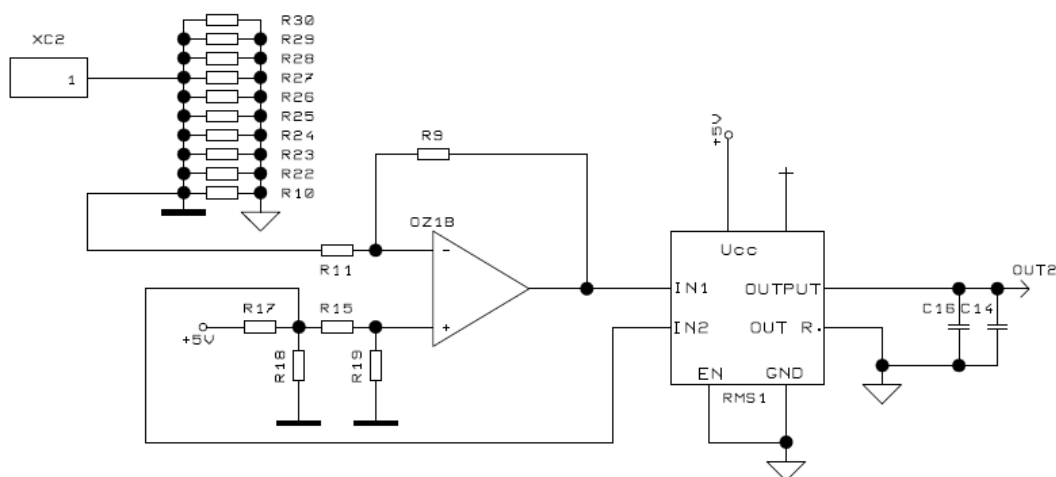 R30
XC2
R29
R28
1
R27
R26
R25
R24
R23
R22
R10
R9
+5V
OZ1B
-
Ucc
R11
IN1
OUTPUT
OUT2
R17
R15
+
IN2
OUT R.
C16
C14
+5V
R18
R19
EN
GND
RMS1